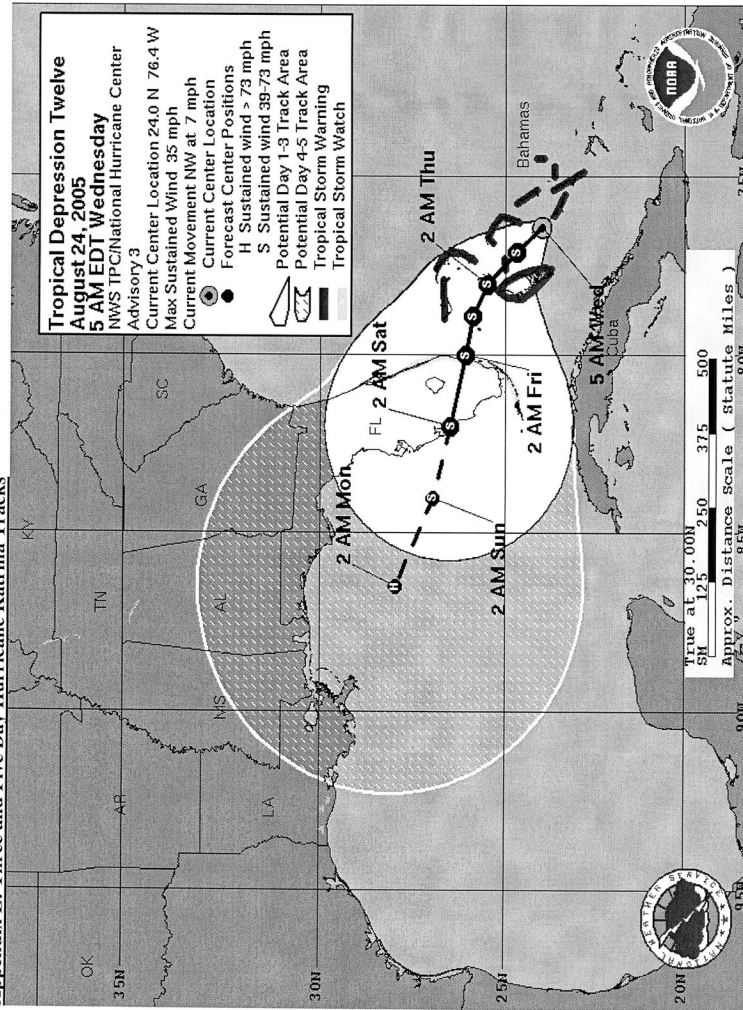 Tropical Depression Twelve
August 24, 2005
5 AM EDT Wednesday
NWS TPC/National Hurricane Center
Advisory 3
Current Center Location 24.0 N 76.4 W
Max Sustained Wind 35 mph
Current Movement NW at 7 mph
Current Center Location
Forecast Center Positions
H Sustained wind > 73 mph
S Sustained wind 39-73 mph
Potential Day 1-3 Track Area
Potential Day 4-5 Track Area
Tropical Storm Warning
Tropical Storm Watch
OK
AR
LA
TN
MS
AL
KY
GA
SC
FL
35N
30N
25N
20N
95W
90W
85W
80W
75W
2 AM Mon
2 AM Sun
2 AM Sat
2 AM Fri
2 AM Thu
5 AM Wed
H
S
S
S
S
S
Bahamas
Cuba
True at 30.00N
SM 125 250 375 500
Approx. Distance Scale ( Statute Miles )
NOAA
NATIONAL WEATHER SERVICE